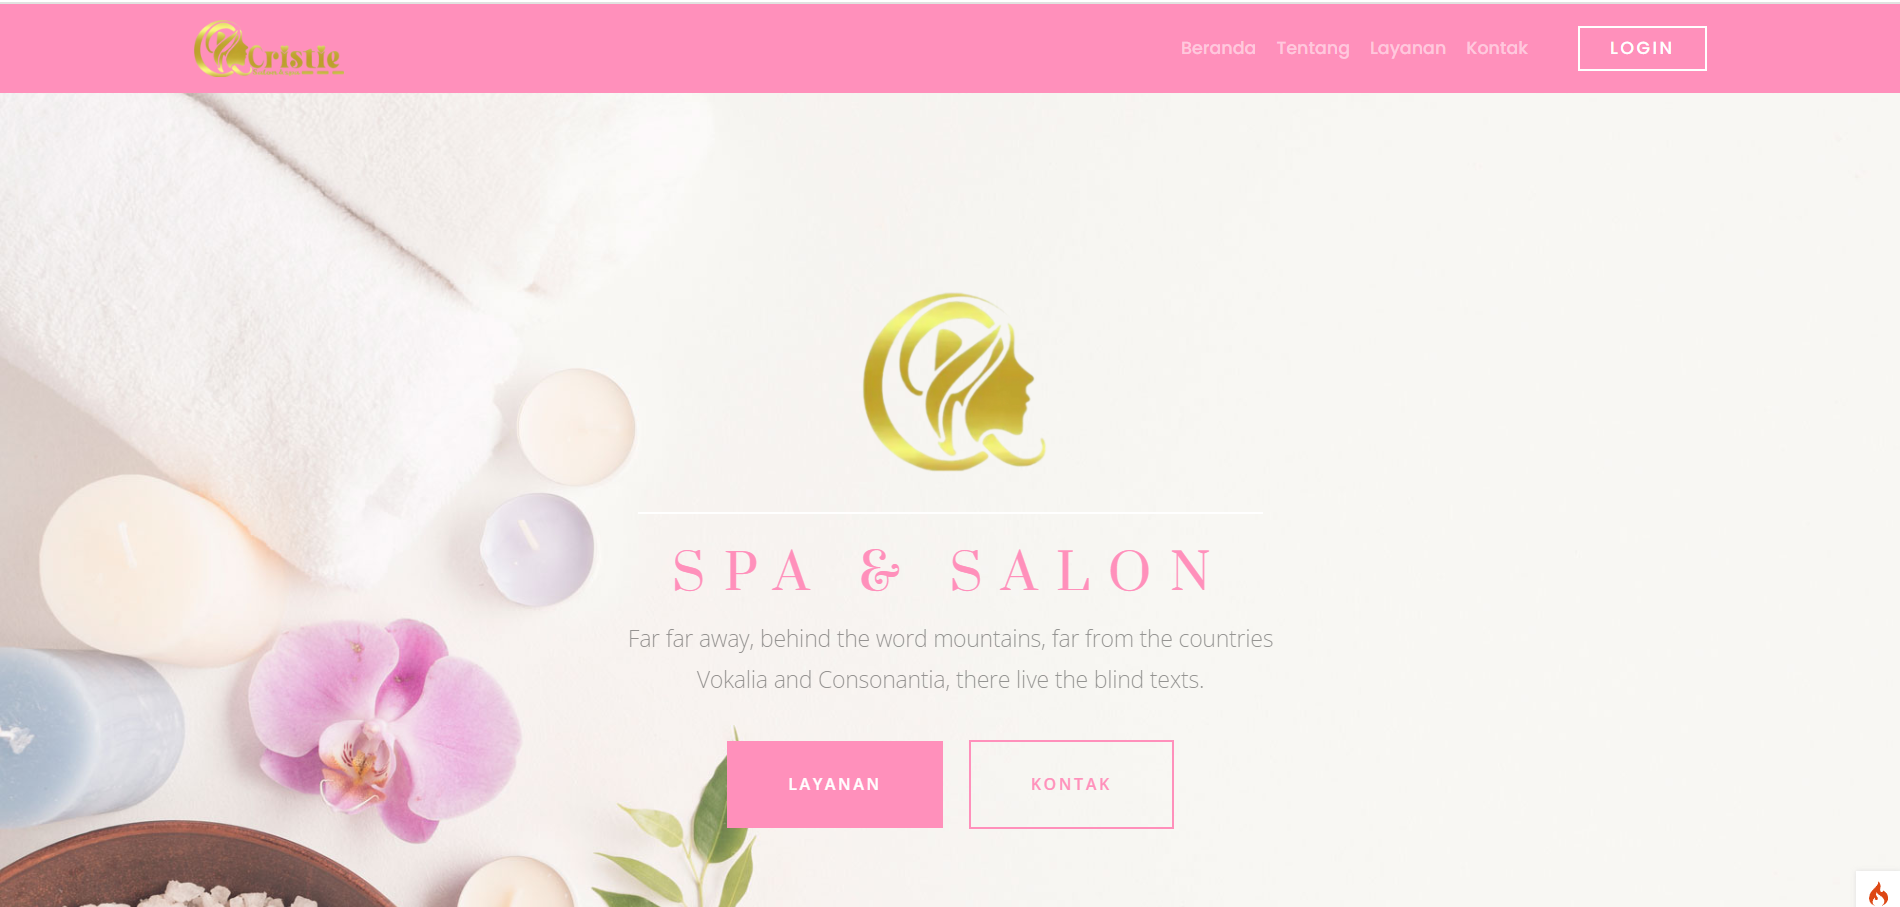 Cristie
Beranda Tentang Layanan Kontak LOGIN
SPA & SALON
Far far away, behind the word mountains, far from the countries
Vokalia and Consonantia, there live the blind texts.
LAYANAN KONTAK